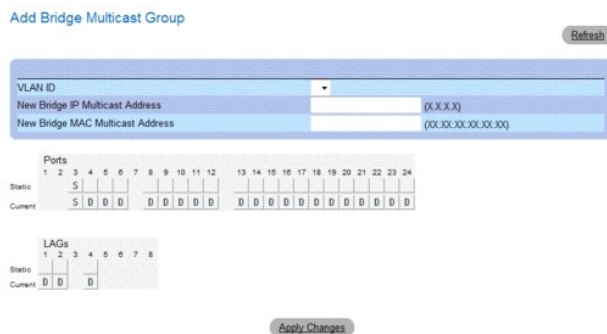 Add Bridge Multicast Group
Refresh
VLAN ID
New Bridge IP Multicast Address (X.X.X.X)
New Bridge MAC Multicast Address (XX:XX:XX:XX:XX:XX)
Ports
1 2 3 4 5 6 7 8 9 10 11 12 13 14 15 16 17 18 19 20 21 22 23 24
Static S
Current S D D D D D D D D D D D D D D D D D D D D
LAGs
1 2 3 4 5 6 7 8
Static
Current D D D
Apply Changes